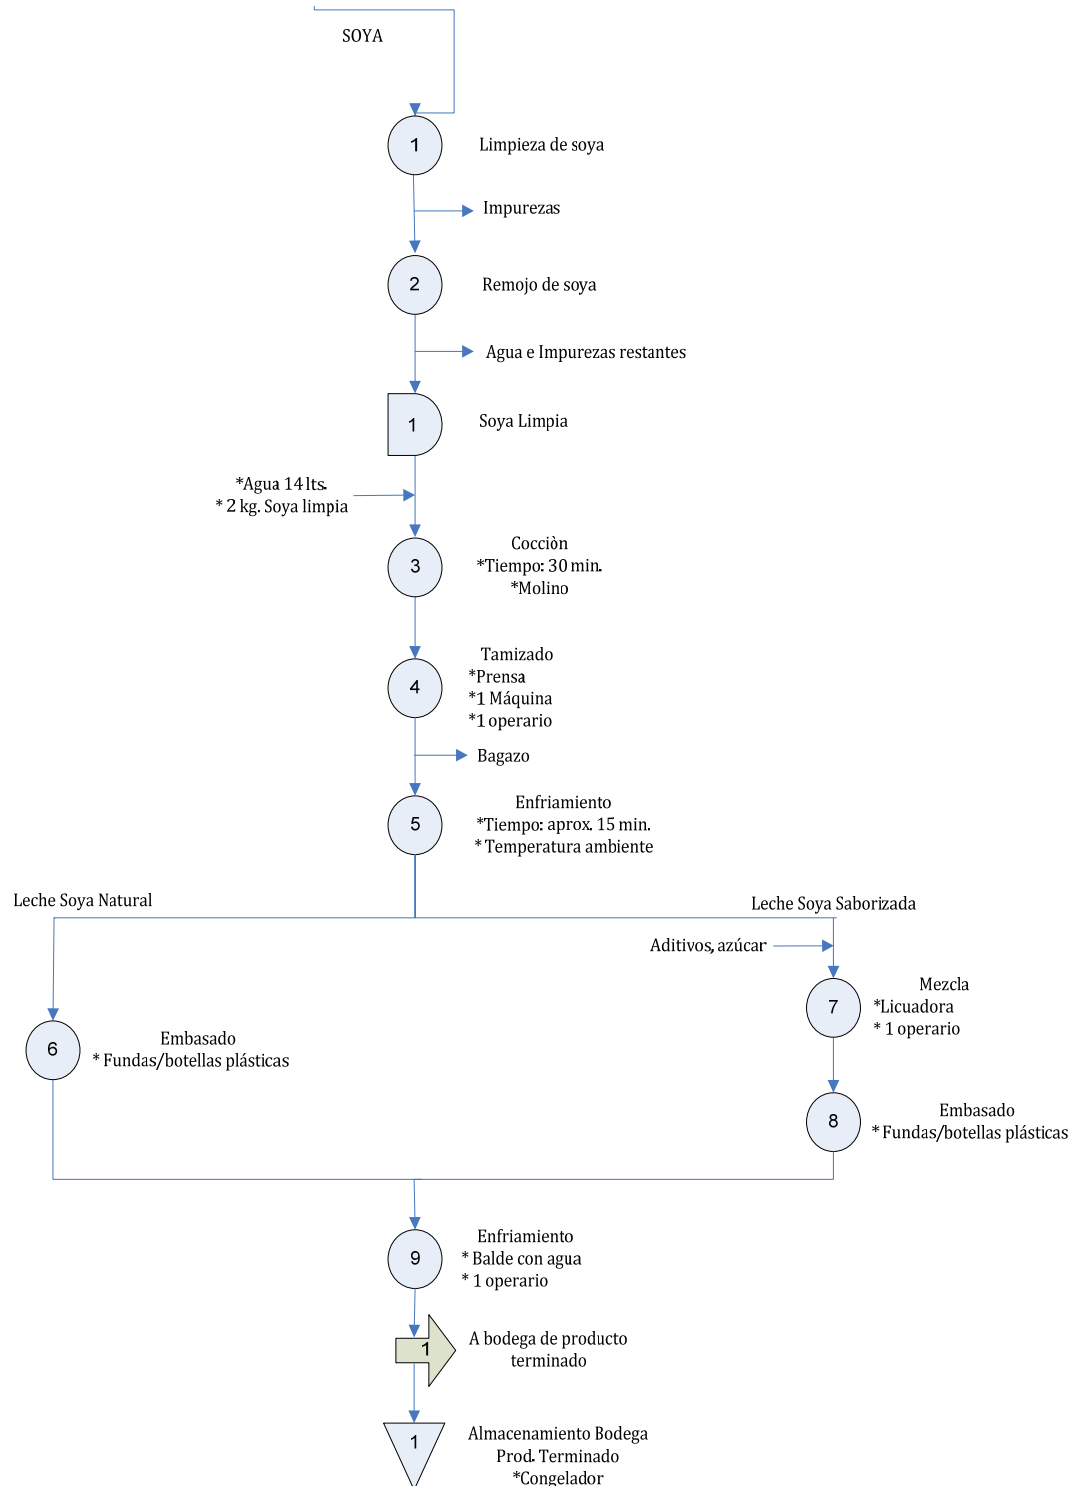 SOYA
1
Limpieza de soya
Impurezas
2
Remojo de soya
Agua e Impurezas restantes
1
Soya Limpia
*Agua 14 lts.
* 2 kg. Soya limpia
3
Cocciòn
*Tiempo: 30 min.
*Molino
4
Tamizado
*Prensa
*1 Máquina
*1 operario
Bagazo
5
Enfriamiento
*Tiempo: aprox. 15 min.
* Temperatura ambiente
Leche Soya Natural
Leche Soya Saborizada
Aditivos, azúcar
7
Mezcla
*Licuadora
* 1 operario
6
Embasado
* Fundas/botellas plásticas
8
Embasado
* Fundas/botellas plásticas
9
Enfriamiento
* Balde con agua
* 1 operario
1
A bodega de producto
terminado
1
Almacenamiento Bodega
Prod. Terminado
*Congelador